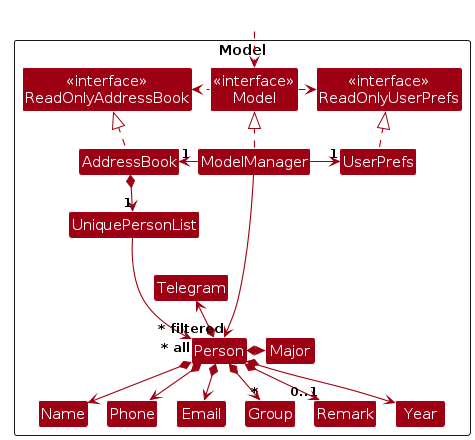 Model
«interface»
ReadOnlyAddressBook
«interface»
Model
«interface»
ReadOnlyUserPrefs
AddressBook
1
ModelManager
1
UserPrefs
1
UniquePersonList
Telegram
* filtered
* all
Person
Major
*
0..1
Name
Phone
Email
Group
Remark
Year